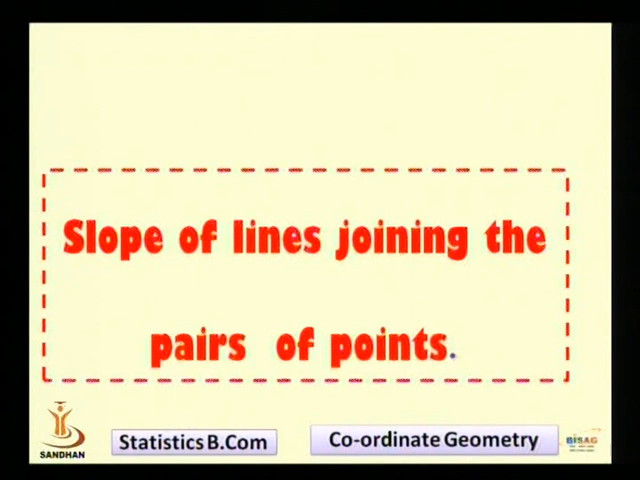 Slope of lines joining the
pairs of points.
SANDHAN
Statistics B.Com
Co-ordinate Geometry
BISAG